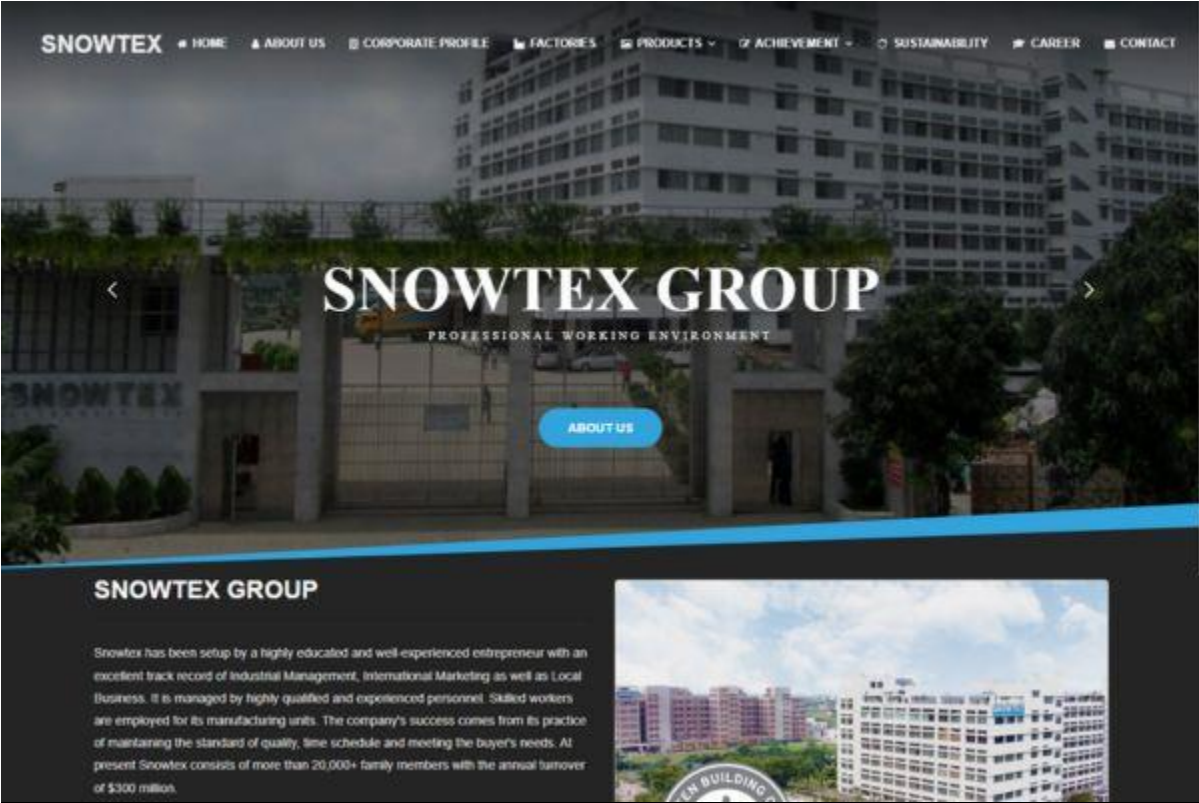 SNOWTEX HOME ABOUT US CORPORATE PROFILE FACTORIES PRODUCTS ACHIEVEMENT SUSTAINABILITY CAREER CONTACT
SNOWTEX GROUP
PROFESSIONAL WORKING ENVIRONMENT
SNOWTEX
ABOUT US
SNOWTEX GROUP
Snowtex has been setup by a highly educated and well-experienced entrepreneur with an
excellent track record of Industrial Management, International Marketing as well as Local
Business. It is managed by highly qualified and experienced personnel. Skilled workers
are employed for its manufacturing units. The company's success comes from its practice
of maintaining the standard of quality, time schedule and meeting the buyer's needs. At
present Snowtex consists of more than 20,000+ family members with the annual turnover
of $300 million.
BUILDING